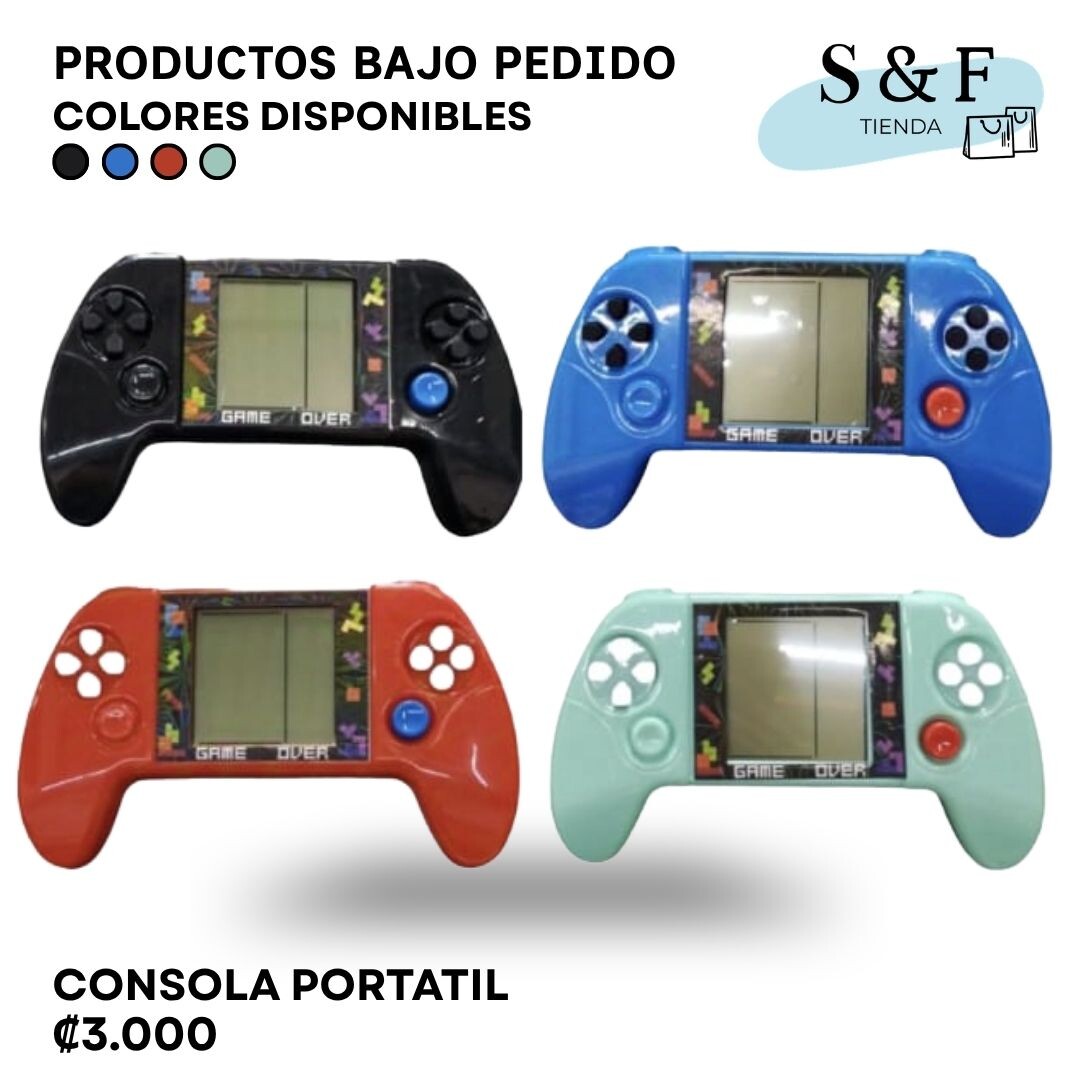 PRODUCTOS BAJO PEDIDO
COLORES DISPONIBLES
S & F
TIENDA
GAME OVER
GAME OVER
GAME OVER
GAME OVER
CONSOLA PORTATIL
₡3.000